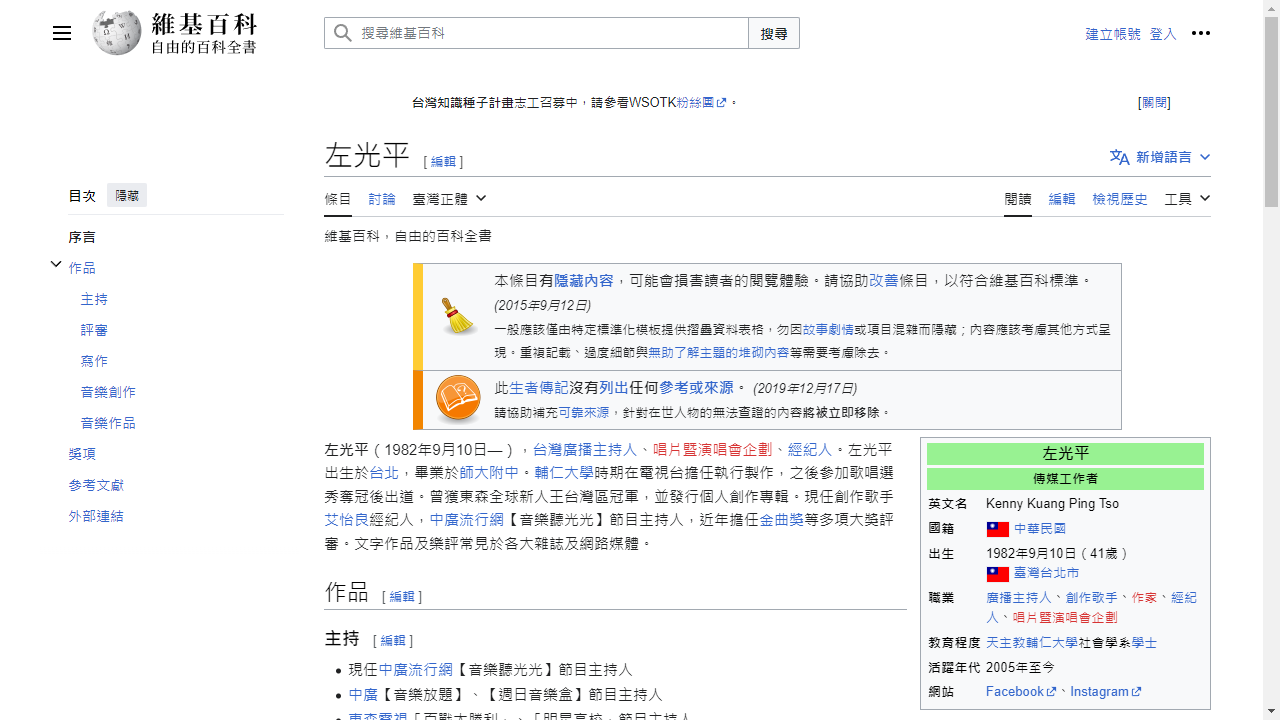 維基百科
自由的百科全書
搜尋維基百科
搜尋
建立帳號 登入
台灣知識種子計畫志工召募中，請參看WSOTK粉絲團。
[關閉]
左光平 [ 編輯 ]
新增語言
目次 隱藏
序言
作品
主持
評審
寫作
音樂創作
音樂作品
獎項
參考文獻
外部連結
條目 討論 臺灣正體
閱讀 編輯 檢視歷史 工具
維基百科，自由的百科全書
本條目有隱藏內容，可能會損害讀者的閱覽體驗。請協助改善條目，以符合維基百科標準。
(2015年9月12日)
一般應該僅由特定標準化模板提供摺疊資料表格，勿因故事劇情或項目混雜而隱藏；內容應該考慮其他方式呈
現。重複記載、過度細節與無助了解主題的堆砌內容等需要考慮除去。
此生者傳記沒有列出任何參考或來源。 (2019年12月17日)
請協助補充可靠來源，針對在世人物的無法查證的內容將被立即移除。
左光平（1982年9月10日—），台灣廣播主持人、唱片暨演唱會企劃、經紀人。左光平
出生於台北，畢業於師大附中。輔仁大學時期在電視台擔任執行製作，之後參加歌唱選
秀奪冠後出道。曾獲東森全球新人王台灣區冠軍，並發行個人創作專輯。現任創作歌手
艾怡良經紀人，中廣流行網【音樂聽光光】節目主持人，近年擔任金曲獎等多項大獎評
審。文字作品及樂評常見於各大雜誌及網路媒體。
作品 [ 編輯 ]
主持 [ 編輯 ]
現任中廣流行網【音樂聽光光】節目主持人
中廣【音樂放題】、【週日音樂盒】節目主持人
東森電視「百戰大勝利」、「明星高校」節目主持人
左光平
傳媒工作者
英文名 Kenny Kuang Ping Tso
國籍 中華民國
出生 1982年9月10日（41歲）
臺灣台北市
職業 廣播主持人、創作歌手、作家、經紀
人、唱片暨演唱會企劃
教育程度 天主教輔仁大學社會學系學士
活躍年代 2005年至今
網站 Facebook、Instagram